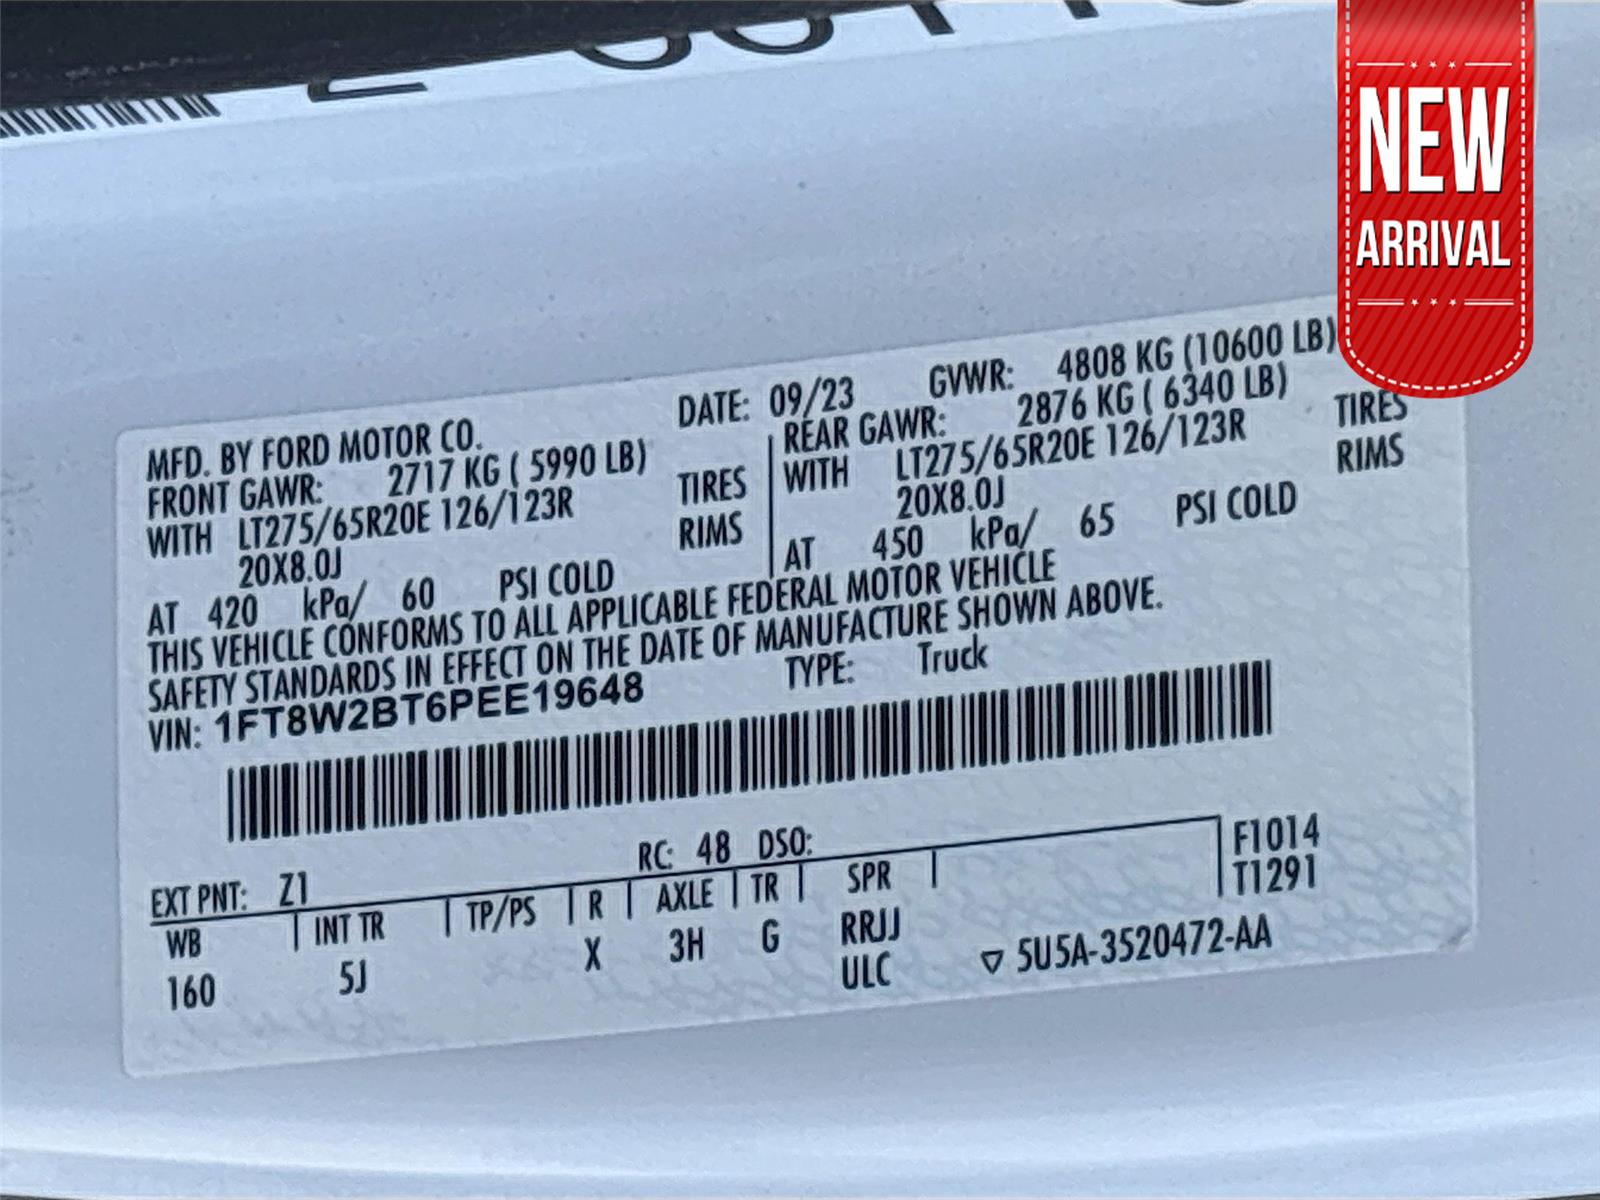 NEW
ARRIVAL
MFD. BY FORD MOTOR CO. DATE: 09/23 GVWR: 4808 KG (10600 LB)
FRONT GAWR: 2717 KG ( 5990 LB) REAR GAWR: 2876 KG ( 6340 LB)
WITH LT275/65R20E 126/123R TIRES WITH LT275/65R20E 126/123R TIRES
20X8.0J RIMS 20X8.0J RIMS
AT 420 kPa/ 60 PSI COLD AT 450 kPa/ 65 PSI COLD
THIS VEHICLE CONFORMS TO ALL APPLICABLE FEDERAL MOTOR VEHICLE
SAFETY STANDARDS IN EFFECT ON THE DATE OF MANUFACTURE SHOWN ABOVE.
VIN: 1FT8W2BT6PEE19648 TYPE: Truck
EXT PNT: Z1 RC: 48 DSO: F1014
WB INT TR TP/PS R AXLE TR SPR T1291
160 5J X 3H G RRJJ
ULC ▽ 5U5A-3520472-AA